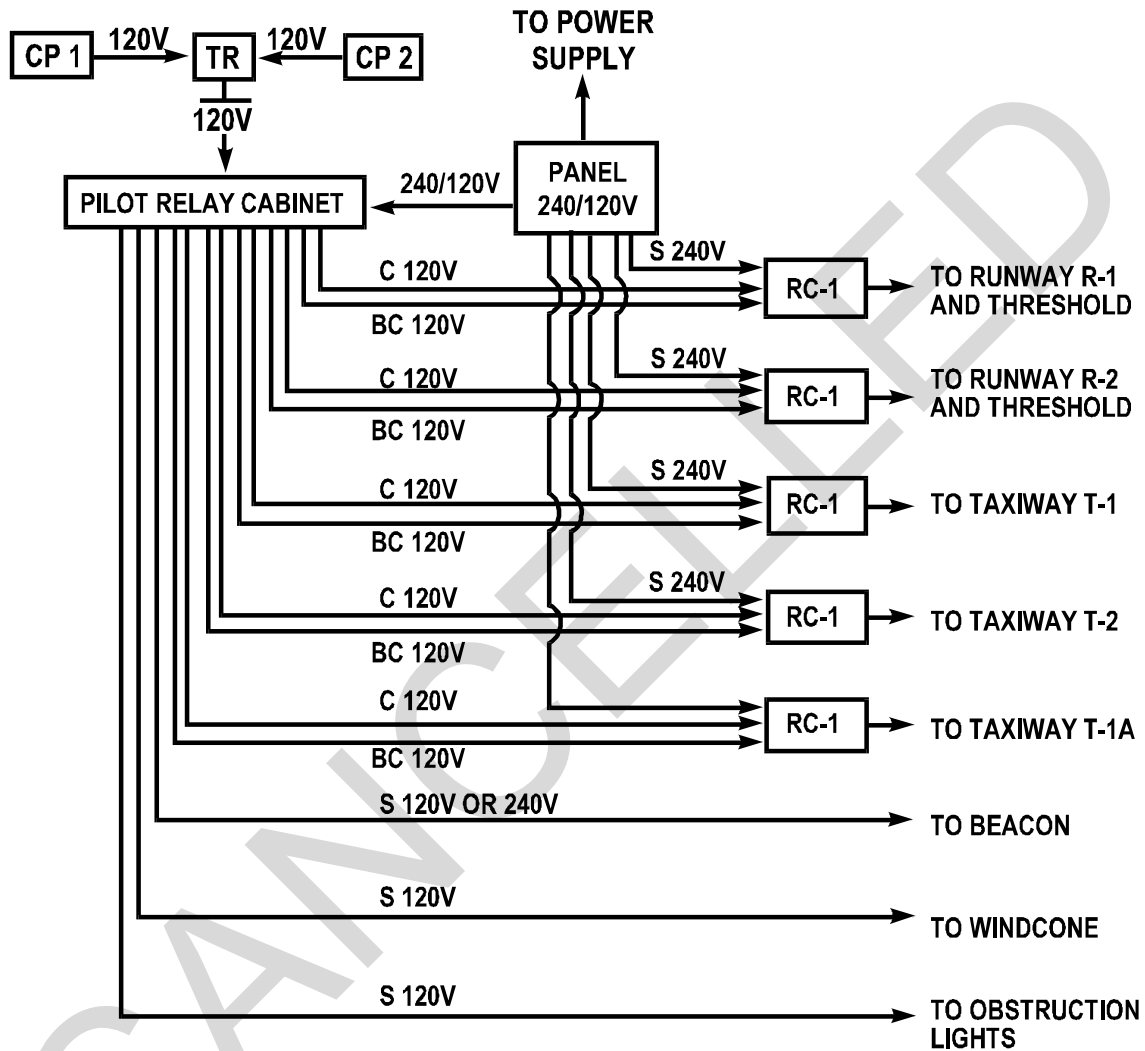 TO POWER
SUPPLY
CP 1
120V
TR
120V
CP 2
120V
PILOT RELAY CABINET
240/120V
PANEL
240/120V
S 240V
C 120V
BC 120V
RC-1
TO RUNWAY R-1
AND THRESHOLD
S 240V
C 120V
BC 120V
RC-1
TO RUNWAY R-2
AND THRESHOLD
S 240V
C 120V
BC 120V
RC-1
TO TAXIWAY T-1
S 240V
C 120V
BC 120V
RC-1
TO TAXIWAY T-2
C 120V
BC 120V
RC-1
TO TAXIWAY T-1A
S 120V OR 240V
TO BEACON
S 120V
TO WINDCONE
S 120V
TO OBSTRUCTION
LIGHTS
CANCELLED